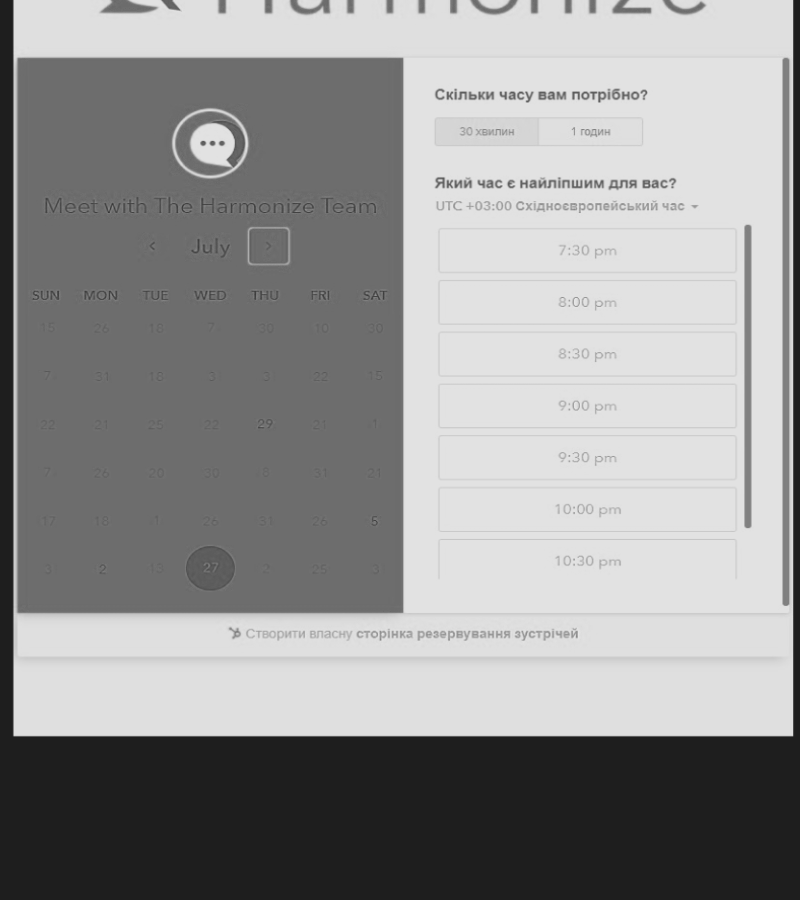 Harmonize
Meet with The Harmonize Team
July
SUN MON TUE WED THU FRI SAT
15 26 18 7 30 10 30
7 31 18 3 3 22 15
22 21 25 22 29 21 1
7 26 20 30 8 31 21
17 18 1 26 31 26 5
3 2 13 27 2 25 3
Скільки часу вам потрібно?
30 хвилин 1 годин
Який час є найліпшим для вас?
UTC +03:00 Східноєвропейський час
7:30 pm
8:00 pm
8:30 pm
9:00 pm
9:30 pm
10:00 pm
10:30 pm
Створити власну сторінка резервування зустрічей